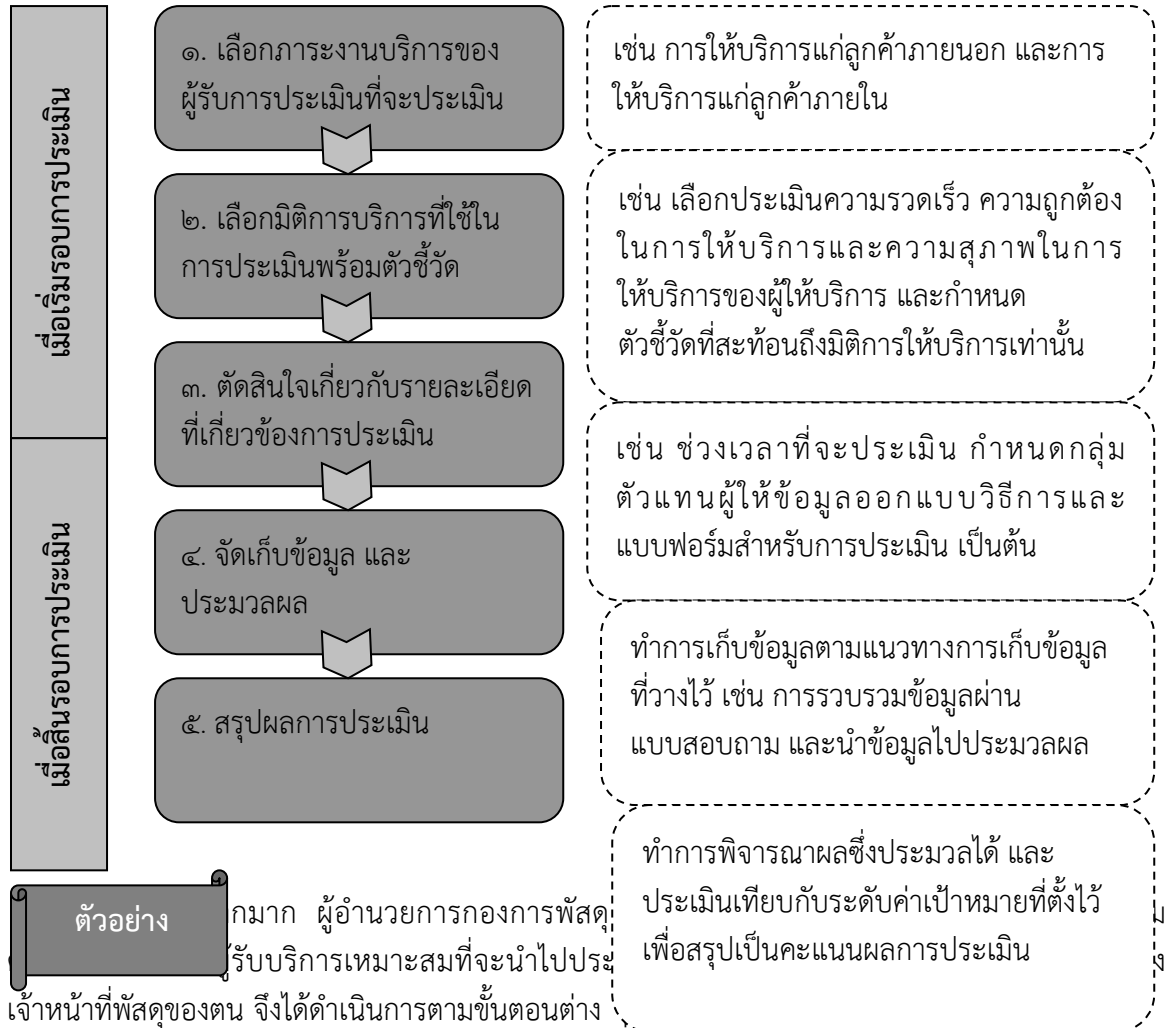 เมื่อเริ่มรอบการประเมิน
๑. เลือกภาระงานบริการของ
ผู้รับการประเมินที่จะประเมิน
เช่น การให้บริการแก่ลูกค้าภายนอก และการ
ให้บริการแก่ลูกค้าภายใน
๒. เลือกมิติการบริการที่ใช้ใน
การประเมินพร้อมตัวชี้วัด
เช่น เลือกประเมินความรวดเร็ว ความถูกต้อง
ในการให้บริการและความสุภาพในการ
ให้บริการของผู้ให้บริการ และกำหนด
ตัวชี้วัดที่สะท้อนถึงมิติการให้บริการเท่านั้น
๓. ตัดสินใจเกี่ยวกับรายละเอียด
ที่เกี่ยวข้องการประเมิน
เช่น ช่วงเวลาที่จะประเมิน กำหนดกลุ่ม
ตัวแทนผู้ให้ข้อมูลออกแบบวิธีการและ
แบบฟอร์มสำหรับการประเมิน เป็นต้น
เมื่อสิ้นรอบการประเมิน
๔. จัดเก็บข้อมูล และ
ประมวลผล
ทำการเก็บข้อมูลตามแนวทางการเก็บข้อมูล
ที่วางไว้ เช่น การรวบรวมข้อมูลผ่าน
แบบสอบถาม และนำข้อมูลไปประมวลผล
๕. สรุปผลการประเมิน
ทำการพิจารณาผลซึ่งประมวลได้ และ
ประเมินเทียบกับระดับค่าเป้าหมายที่ตั้งไว้
เพื่อสรุปเป็นคะแนนผลการประเมิน
ตัวอย่าง
กมาก ผู้อำนวยการกองการพัสดุ
รับบริการเหมาะสมที่จะนำไปประ
เจ้าหน้าที่พัสดุของตน จึงได้ดำเนินการตามขั้นตอนต่าง